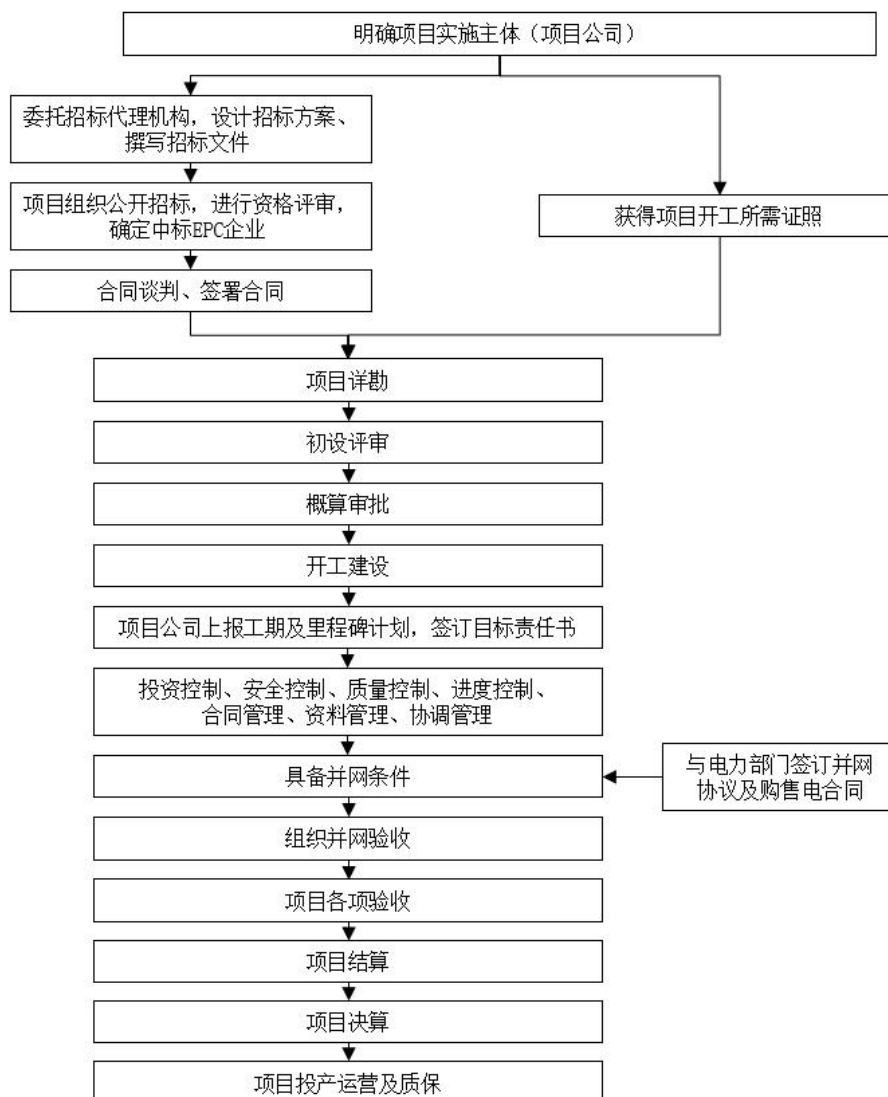 明确项目实施主体（项目公司）
委托招标代理机构，设计招标方案、
撰写招标文件
项目组织公开招标，进行资格评审，
确定中标EPC企业
获得项目开工所需证照
合同谈判、签署合同
项目详勘
初设评审
概算审批
开工建设
项目公司上报工期及里程碑计划，签订目标责任书
投资控制、安全控制、质量控制、进度控制、
合同管理、资料管理、协调管理
具备并网条件
与电力部门签订并网
协议及购售电合同
组织并网验收
项目各项验收
项目结算
项目决算
项目投产运营及质保